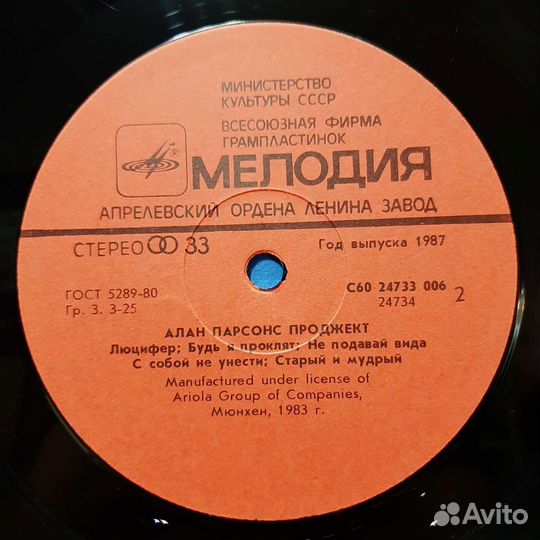 МИНИСТЕРСТВО
КУЛЬТУРЫ СССР
ВСЕСОЮЗНАЯ ФИРМА
ГРАМПЛАСТИНОК
®
МЕЛОДИЯ
АПРЕЛЕВСКИЙ ОРДЕНА ЛЕНИНА ЗАВОД
СТЕРЕО 33
Год выпуска 1987
ГОСТ 5289-80
Гр. 3. 3-25
С60 24733 006
24734
2
АЛАН ПАРСОНС ПРОДЖЕКТ
Люцифер; Будь я проклят; Не подавай вида
С собой не унести; Старый и мудрый
Manufactured under license of
Ariola Group of Companies,
Мюнхен, 1983 г.
Avito